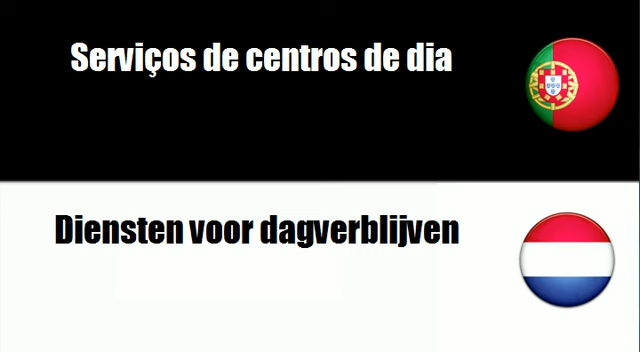 Serviços de centros de dia
Diensten voor dagverblijven